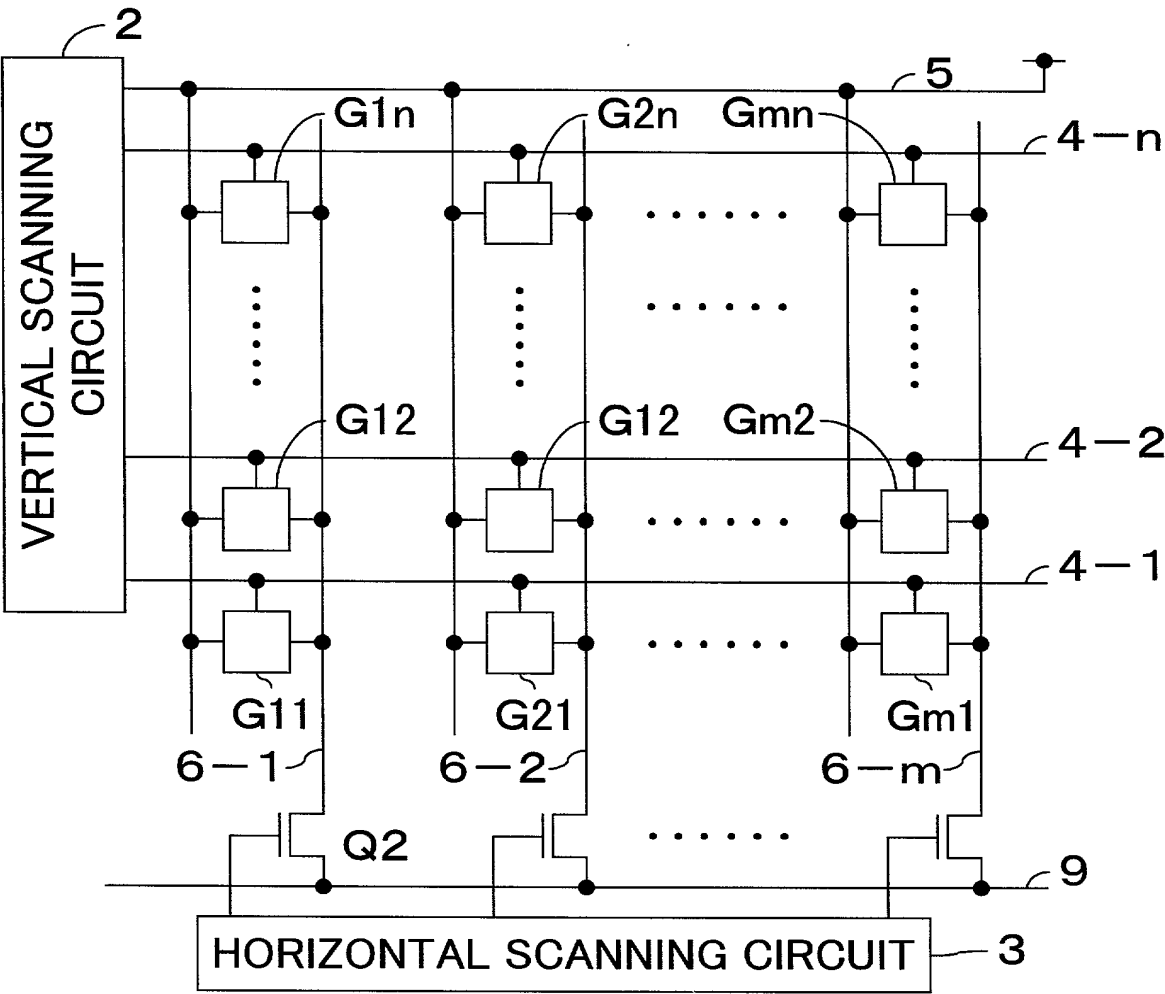 2
5
G1n
G2n
Gmn
4-n
VERTICAL SCANNING
CIRCUIT
G12
G12
Gm2
4-2
4-1
G11
G21
Gm1
6-1
6-2
6-m
Q2
9
HORIZONTAL SCANNING CIRCUIT
3